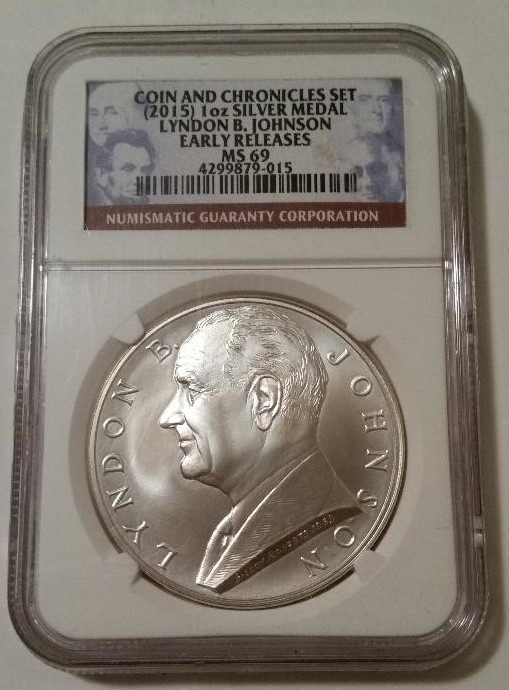 COIN AND CHRONICLES SET
(2015) 1oz SILVER MEDAL
LYNDON B. JOHNSON
EARLY RELEASES
MS 69
4299879-015
NUMISMATIC GUARANTY CORPORATION
LYNDON B. JOHNSON